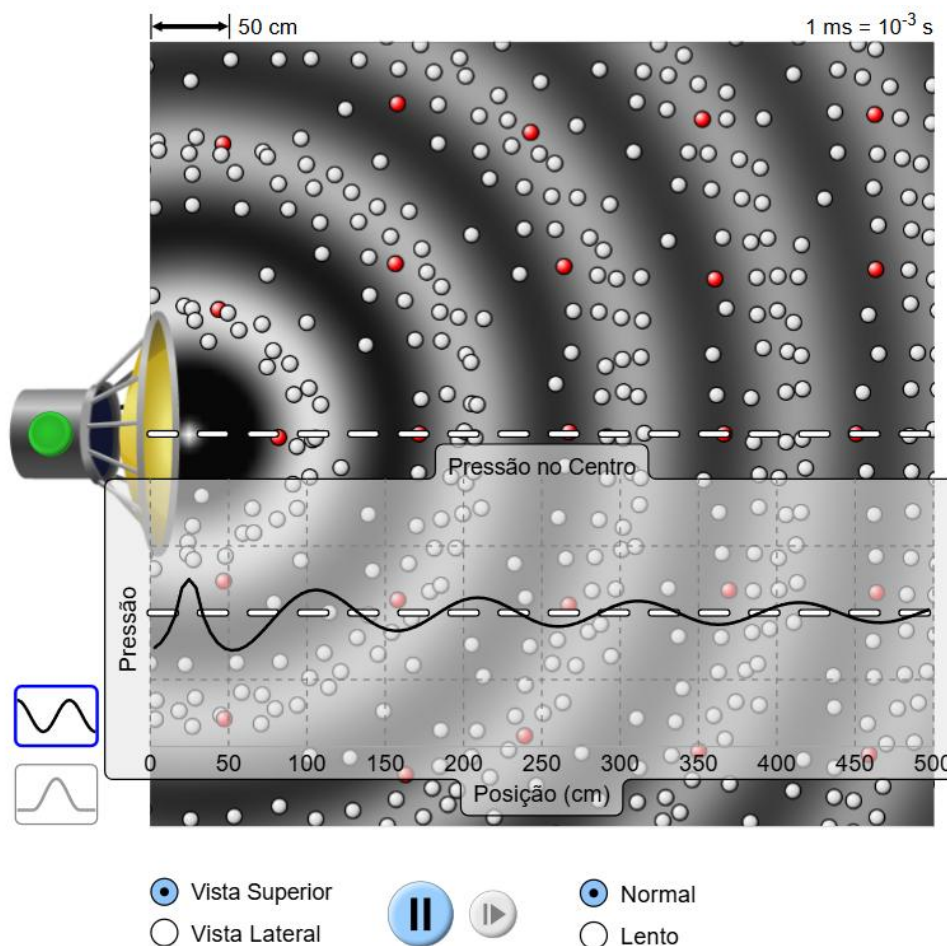 50 cm
1 ms = 10⁻³ s
Pressão no Centro
Pressão
0 50 100 150 200 250 300 350 400 450 500
Posição (cm)
Vista Superior
Normal
Vista Lateral
Lento